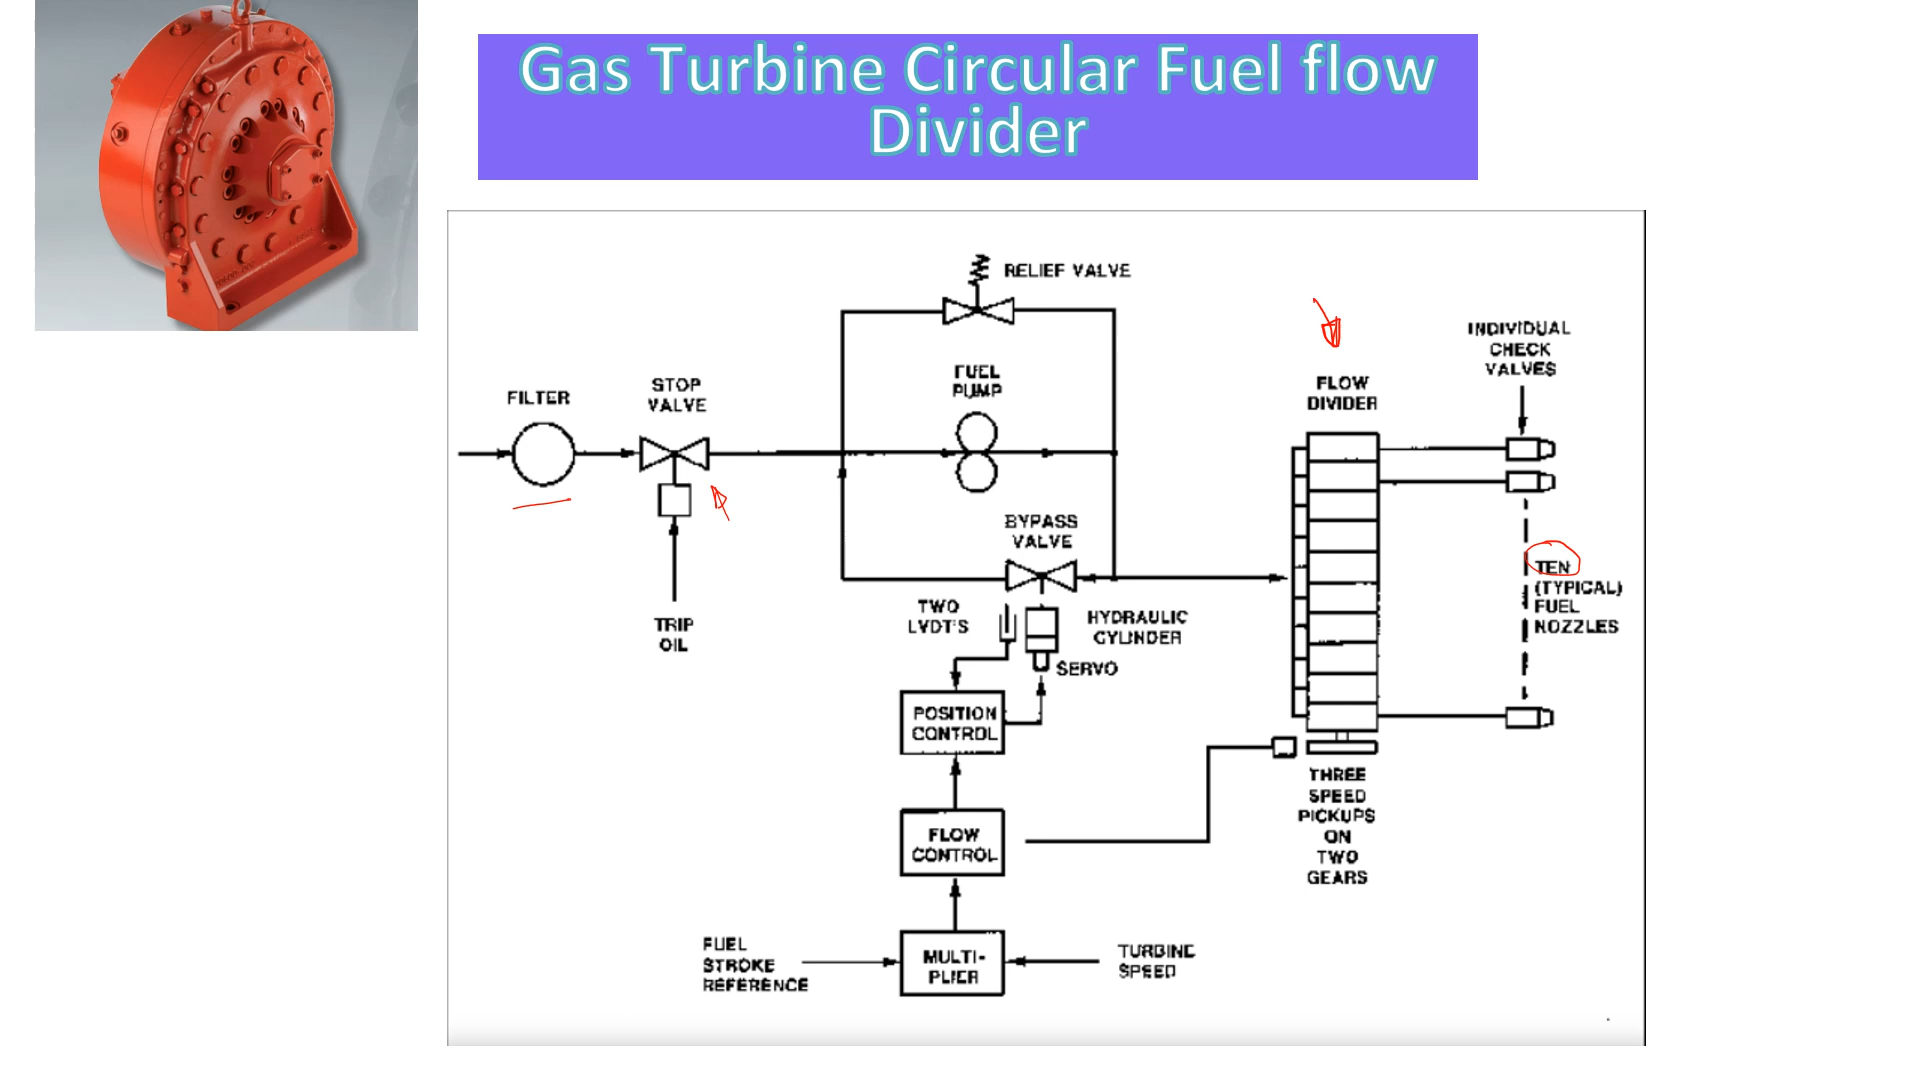 Gas Turbine Circular Fuel flow
Divider
RELIEF VALVE
FUEL
PUMP
FILTER
STOP
VALVE
TRIP
OIL
BYPASS
VALVE
TWO
LVDT'S
HYDRAULIC
CYLINDER
SERVO
POSITION
CONTROL
FLOW
CONTROL
MULTI-
PLIER
FUEL
STROKE
REFERENCE
TURBINE
SPEED
FLOW
DIVIDER
INDIVIDUAL
CHECK
VALVES
TEN
(TYPICAL)
FUEL
NOZZLES
THREE
SPEED
PICKUPS
ON
TWO
GEARS